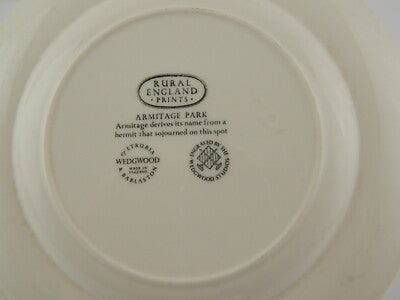 RURAL
ENGLAND
· PRINTS ·
ARMITAGE PARK
Armitage derives its name from a
hermit that sojourned on this spot
OF ETRURIA
WEDGWOOD
MADE IN
ENGLAND
& BARLASTON
ENGRAVED BY THE
WEDGWOOD STUDIOS